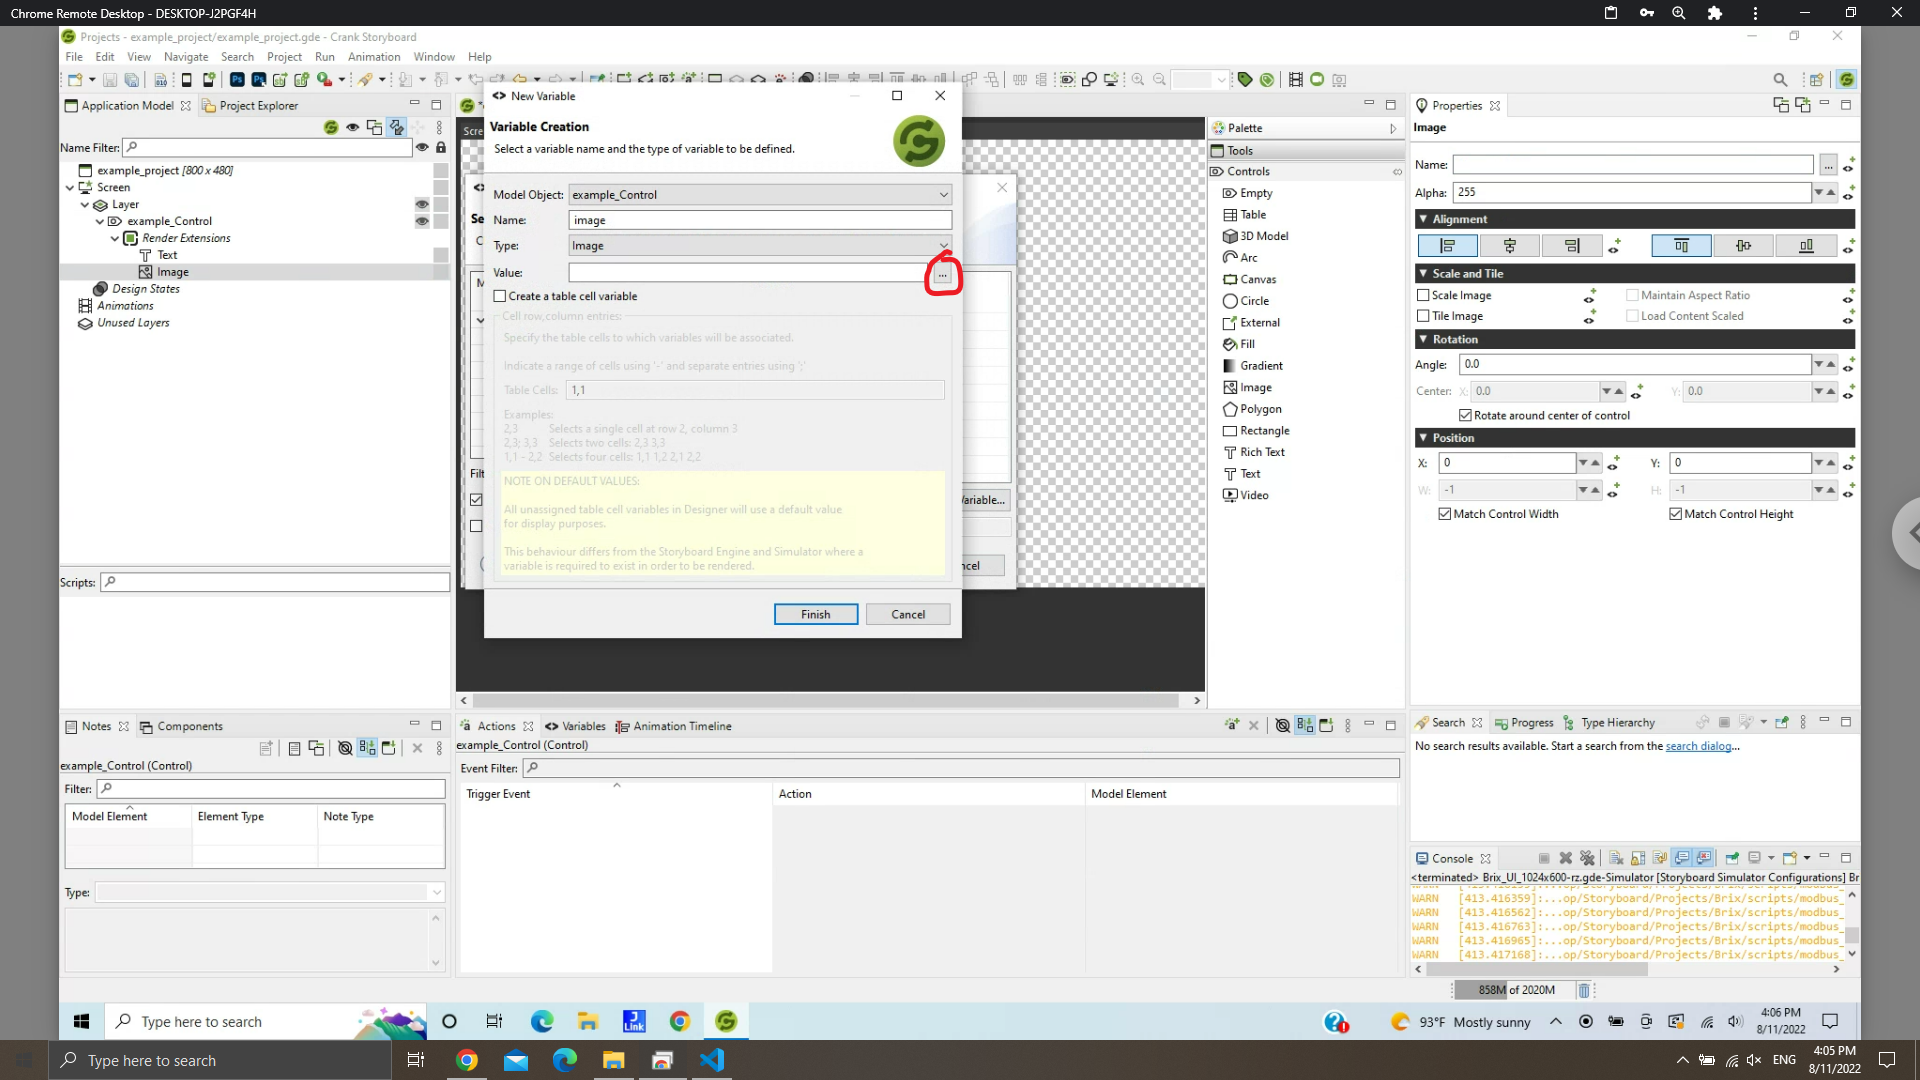 Chrome Remote Desktop - DESKTOP-J2PGF4H
Projects - example_project/example_project.gde - Crank Storyboard
File Edit View Navigate Search Project Run Animation Window Help
Application Model
Project Explorer
Name Filter:
example_project [800 x 480]
Screen
Layer
example_Control
Render Extensions
Text
Image
Design States
Animations
Unused Layers
Scripts:
New Variable
Variable Creation
Select a variable name and the type of variable to be defined.
Model Object: example_Control
Name: image
Type: Image
Value: ...
Create a table cell variable
Cell row,column entries:
Specify the table cells to which variables will be associated.
Indicate a range of cells using '-' and separate entries using ';'
Table Cells: 1,1
Examples:
2,3 Selects a single cell at row 2, column 3
2,3; 3,3 Selects two cells: 2,3 3,3
1,1 - 2,2 Selects four cells: 1,1 1,2 2,1 2,2
NOTE ON DEFAULT VALUES:
All unassigned table cell variables in Designer will use a default value
for display purposes.
This behaviour differs from the Storyboard Engine and Simulator where a
variable is required to exist in order to be rendered.
Finish Cancel
Palette
Tools
Controls
Empty
Table
3D Model
Arc
Canvas
Circle
External
Fill
Gradient
Image
Polygon
Rectangle
Rich Text
Text
Video
Properties
Image
Name: ...
Alpha: 255
Alignment
Scale and Tile
Scale Image Maintain Aspect Ratio
Tile Image Load Content Scaled
Rotation
Angle: 0.0
Center: X: 0.0 Y: 0.0
Rotate around center of control
Position
X: 0 Y: 0
W: -1 H: -1
Match Control Width Match Control Height
Notes Components
example_Control (Control)
Filter:
Model Element Element Type Note Type
Type:
Actions Variables Animation Timeline
example_Control (Control)
Event Filter:
Trigger Event Action Model Element
Search Progress Type Hierarchy
No search results available. Start a search from the search dialog...
Console
<terminated> Brix_UI_1024x600-rz.gde-Simulator [Storyboard Simulator Configurations] Br
WARN [413.416359]:...op/Storyboard/Projects/Brix/scripts/modbus_
WARN [413.416562]:...op/Storyboard/Projects/Brix/scripts/modbus_
WARN [413.416763]:...op/Storyboard/Projects/Brix/scripts/modbus_
WARN [413.416965]:...op/Storyboard/Projects/Brix/scripts/modbus_
WARN [413.417168]:...op/Storyboard/Projects/Brix/scripts/modbus_
858M of 2020M
Type here to search
93°F Mostly sunny
4:06 PM
8/11/2022
Type here to search
ENG
4:05 PM
8/11/2022